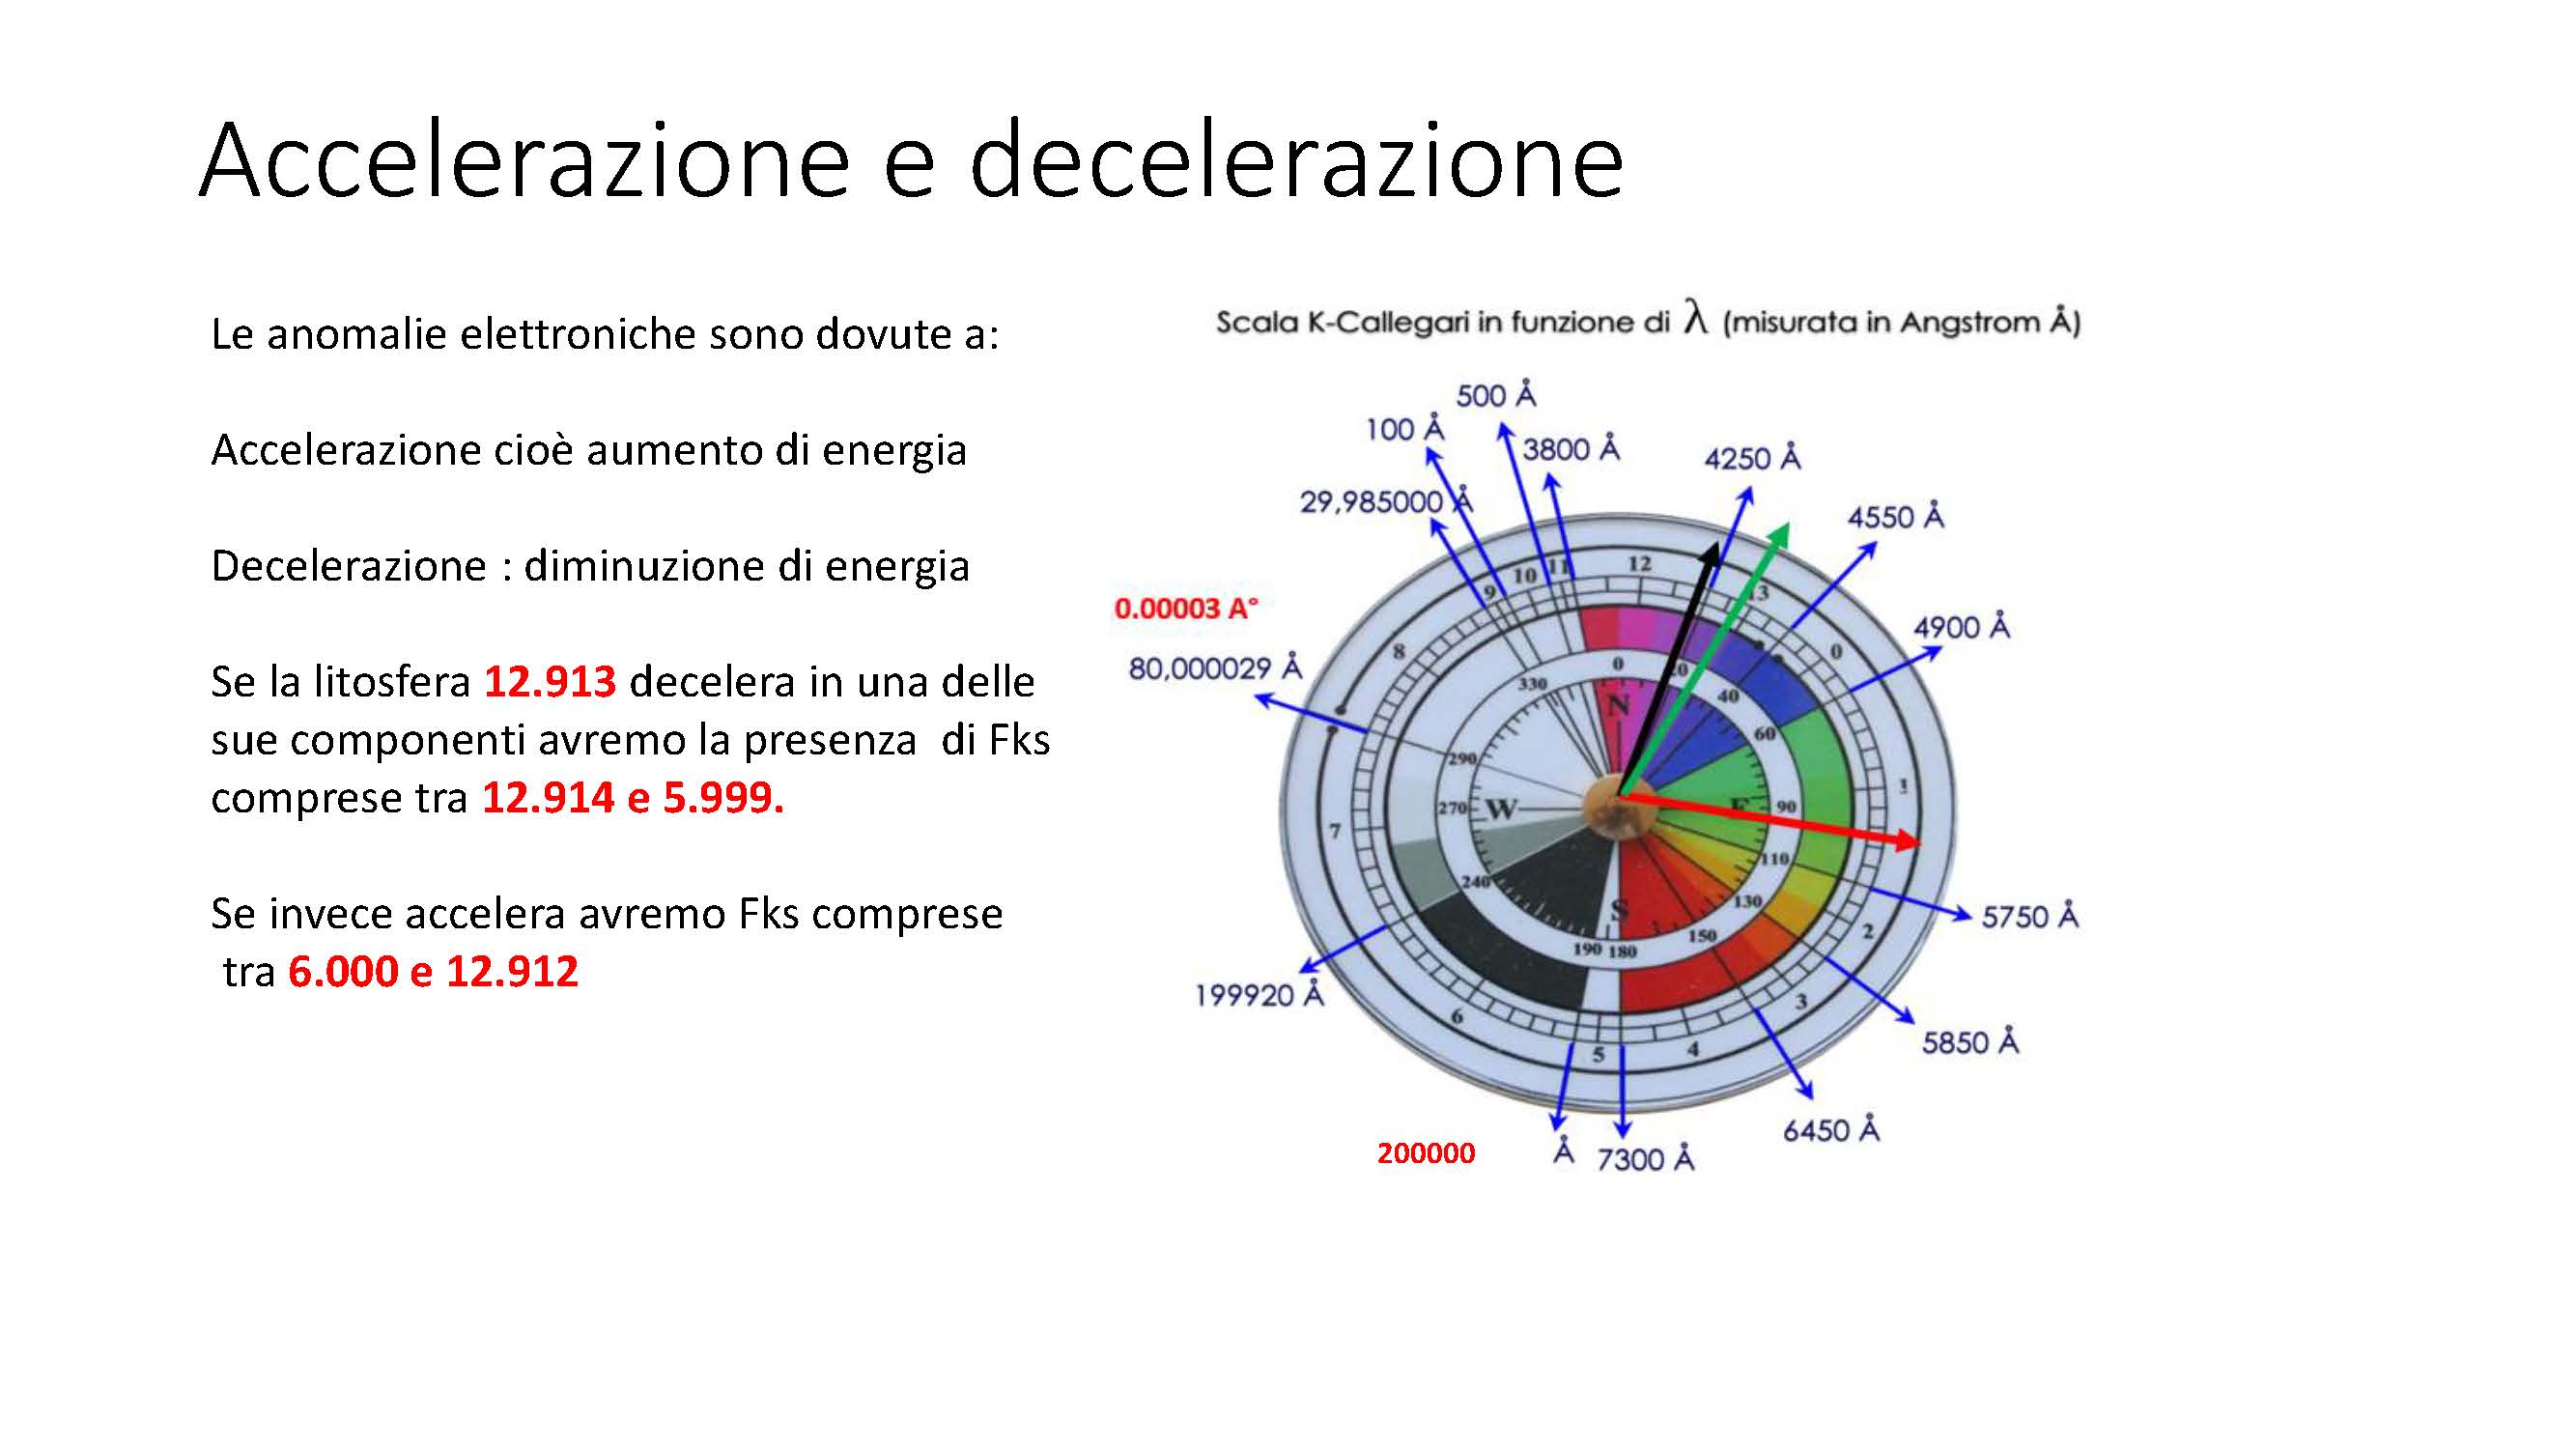 Accelerazione e decelerazione
Le anomalie elettroniche sono dovute a:
Accelerazione cioè aumento di energia
Decelerazione : diminuzione di energia
Se la litosfera 12.913 decelera in una delle
sue componenti avremo la presenza di Fks
comprese tra 12.914 e 5.999.
Se invece accelera avremo Fks comprese
tra 6.000 e 12.912
Scala K-Callegari in funzione di λ (misurata in Angstrom Å)
500 Å
100 Å
3800 Å
4250 Å
29,985000 Å
4550 Å
0.00003 A°
4900 Å
80,000029 Å
5750 Å
199920 Å
5850 Å
6450 Å
200000 Å
7300 Å
12
13
0
1
2
3
4
5
6
7
8
9
10
11
0
20
40
60
90
110
130
150
180
190
240
270
290
330
N
E
S
W